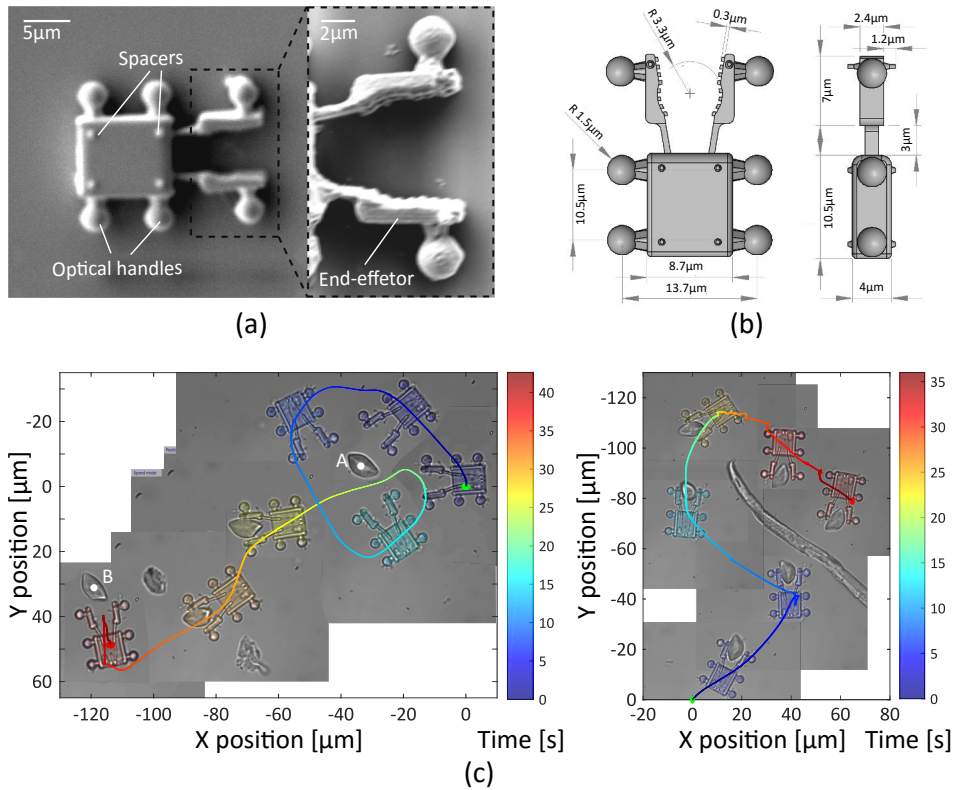 5μm
2μm
Spacers
Optical handles
End-effetor
(a)
R 3.3μm
0.3μm
2.4μm
1.2μm
7μm
3μm
R 1.5μm
10.5μm
10.5μm
8.7μm
13.7μm
4μm
(b)
Y position [μm]
-20
0
20
40
60
A
B
Speed mode
-120 -100 -80 -60 -40 -20 0
X position [μm]
40
35
30
25
20
15
10
5
0
Time [s]
Y position [μm]
-130
-100
-80
-60
-40
-20
0
-20 0 20 40 60 80
X position [μm]
35
30
25
20
15
10
5
0
Time [s]
(c)